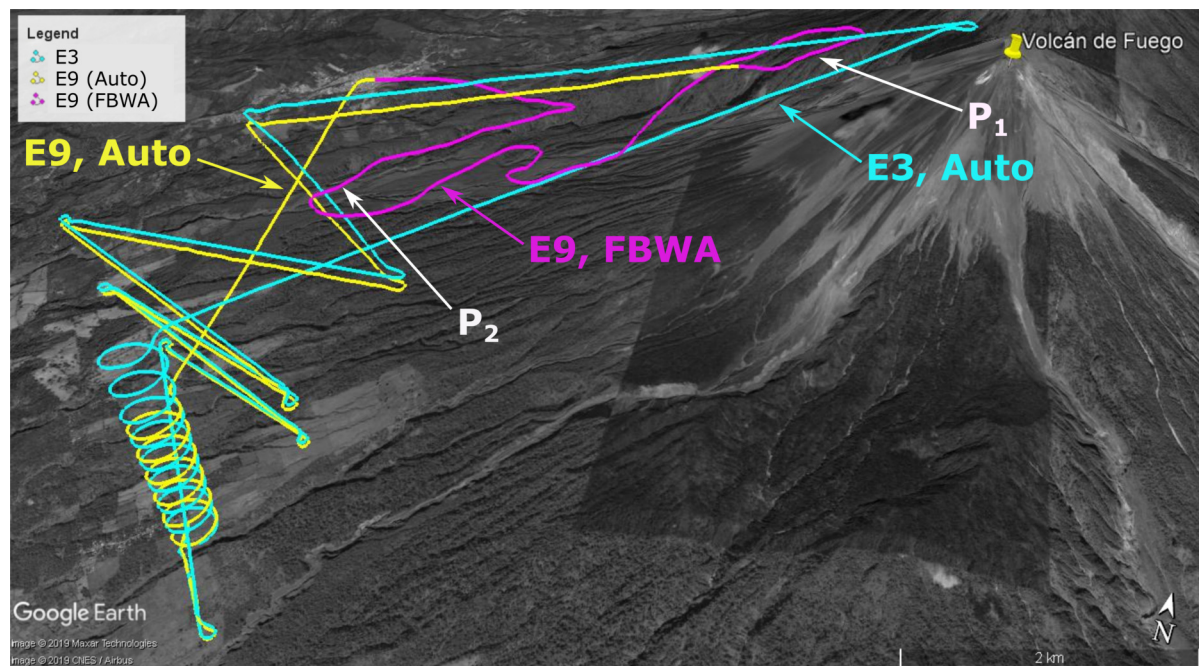 Legend
E3
E9 (Auto)
E9 (FBWA)
Volcán de Fuego
P1
E9, Auto
E3, Auto
E9, FBWA
P2
Google Earth
Image © 2019 Maxar Technologies
Image © 2019 CNES / Airbus
N
2 km